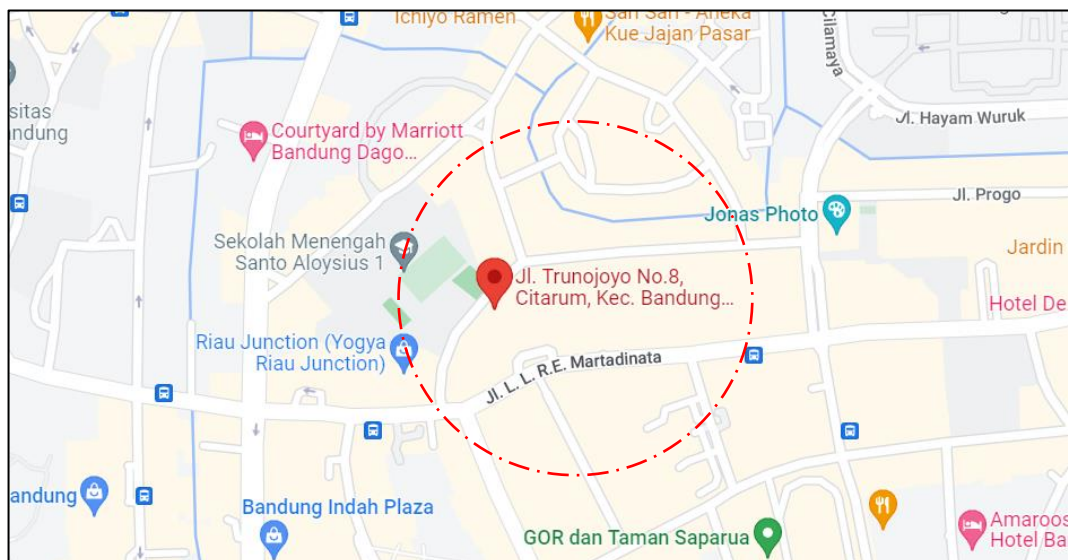 Ichiyo Ramen
San San - Aneka
Kue Jajan Pasar
Cilamaya
sitas
andung
Courtyard by Marriott
Bandung Dago...
Jl. Hayam Wuruk
Jl. Progo
Jonas Photo
Sekolah Menengah
Santo Aloysius 1
Jardin
Jl. Trunojoyo No.8,
Citarum, Kec. Bandung...
Hotel De
Riau Junction (Yogya
Riau Junction)
Jl. L. L. R.E. Martadinata
andung
Bandung Indah Plaza
GOR dan Taman Saparua
Amaroos
Hotel Ba